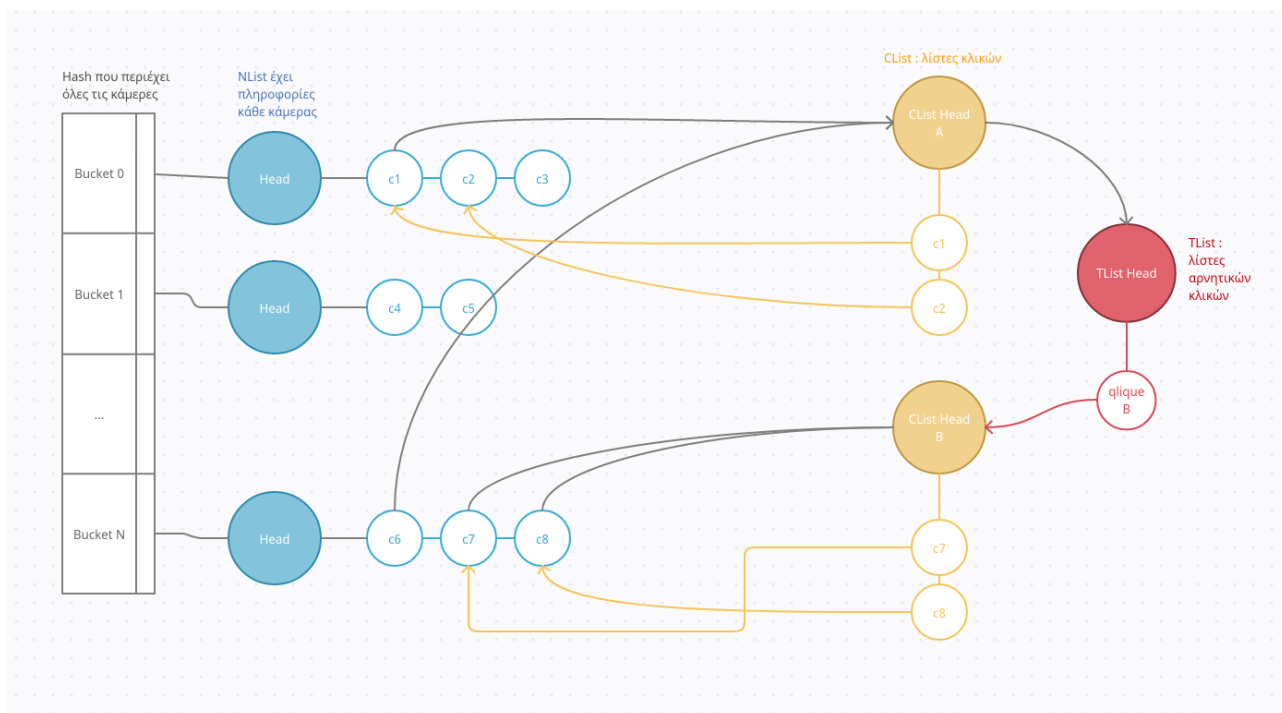 CList : λίστες κλικών
Hash που περιέχει
όλες τις κάμερες
NList έχει
πληροφορίες
κάθε κάμερας
CList Head
A
Bucket 0
Head
c1
c2
c3
c1
TList Head
TList :
λίστες
αρνητικών
κλικών
Bucket 1
Head
c4
c5
c2
qlique
B
CList Head
B
...
Bucket N
Head
c6
c7
c8
c7
c8